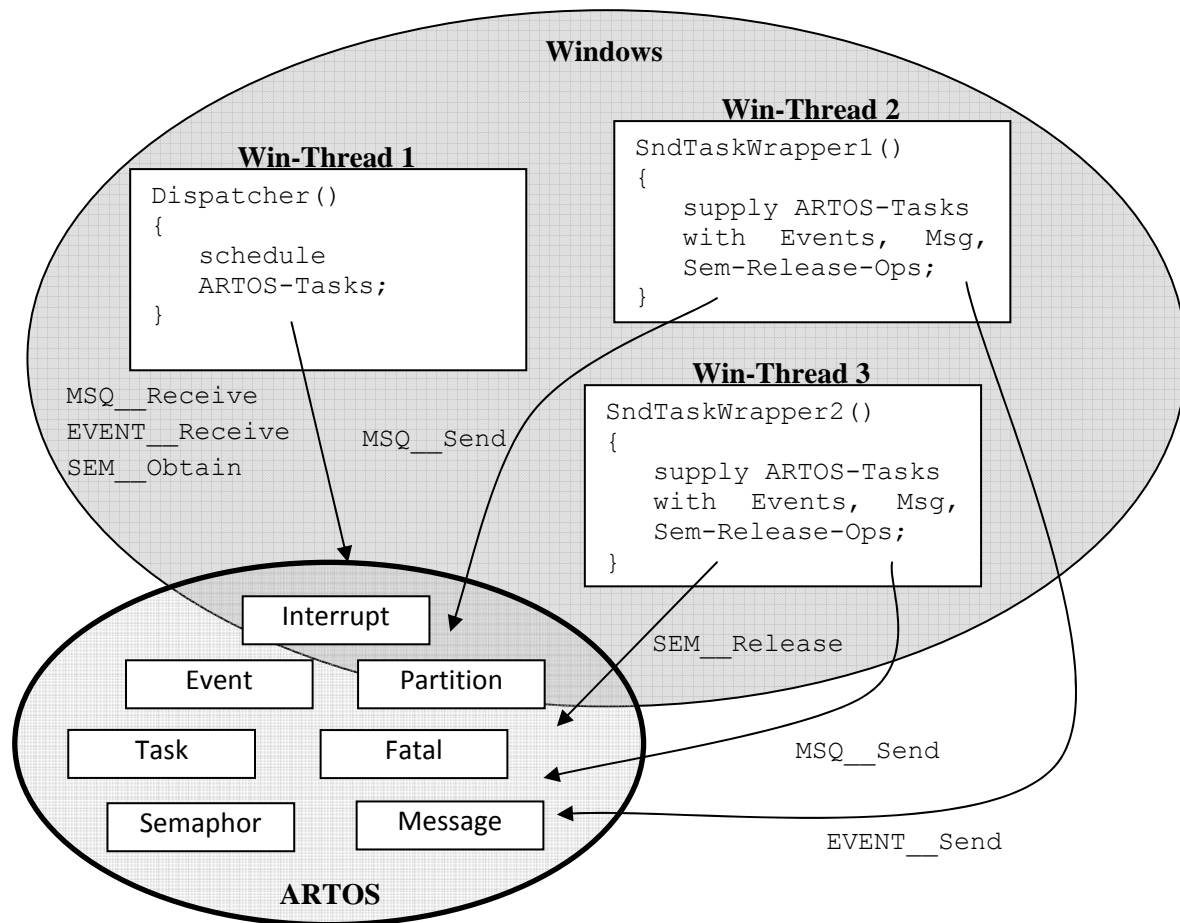 Windows
Win-Thread 2
SndTaskWrapper1()
{
supply ARTOS-Tasks
with Events, Msg,
Sem-Release-Ops;
}
Win-Thread 1
Dispatcher()
{
schedule
ARTOS-Tasks;
}
Win-Thread 3
SndTaskWrapper2()
{
supply ARTOS-Tasks
with Events, Msg,
Sem-Release-Ops;
}
MSQ__Receive
EVENT__Receive
SEM__Obtain
MSQ__Send
SEM__Release
MSQ__Send
EVENT__Send
Interrupt
Event
Partition
Task
Fatal
Semaphor
Message
ARTOS